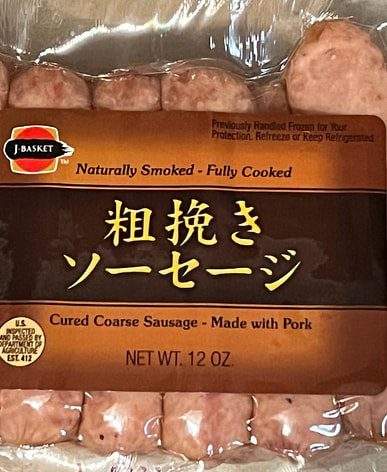 Previously Handled Frozen for Your
Protection, Refreeze or Keep Refrigerated.
J-BASKET
TM
Naturally Smoked - Fully Cooked
粗挽き
ソーセージ
Cured Coarse Sausage - Made with Pork
U.S.
INSPECTED
AND PASSED BY
DEPARTMENT OF
AGRICULTURE
EST. 412
NET WT. 12 OZ.